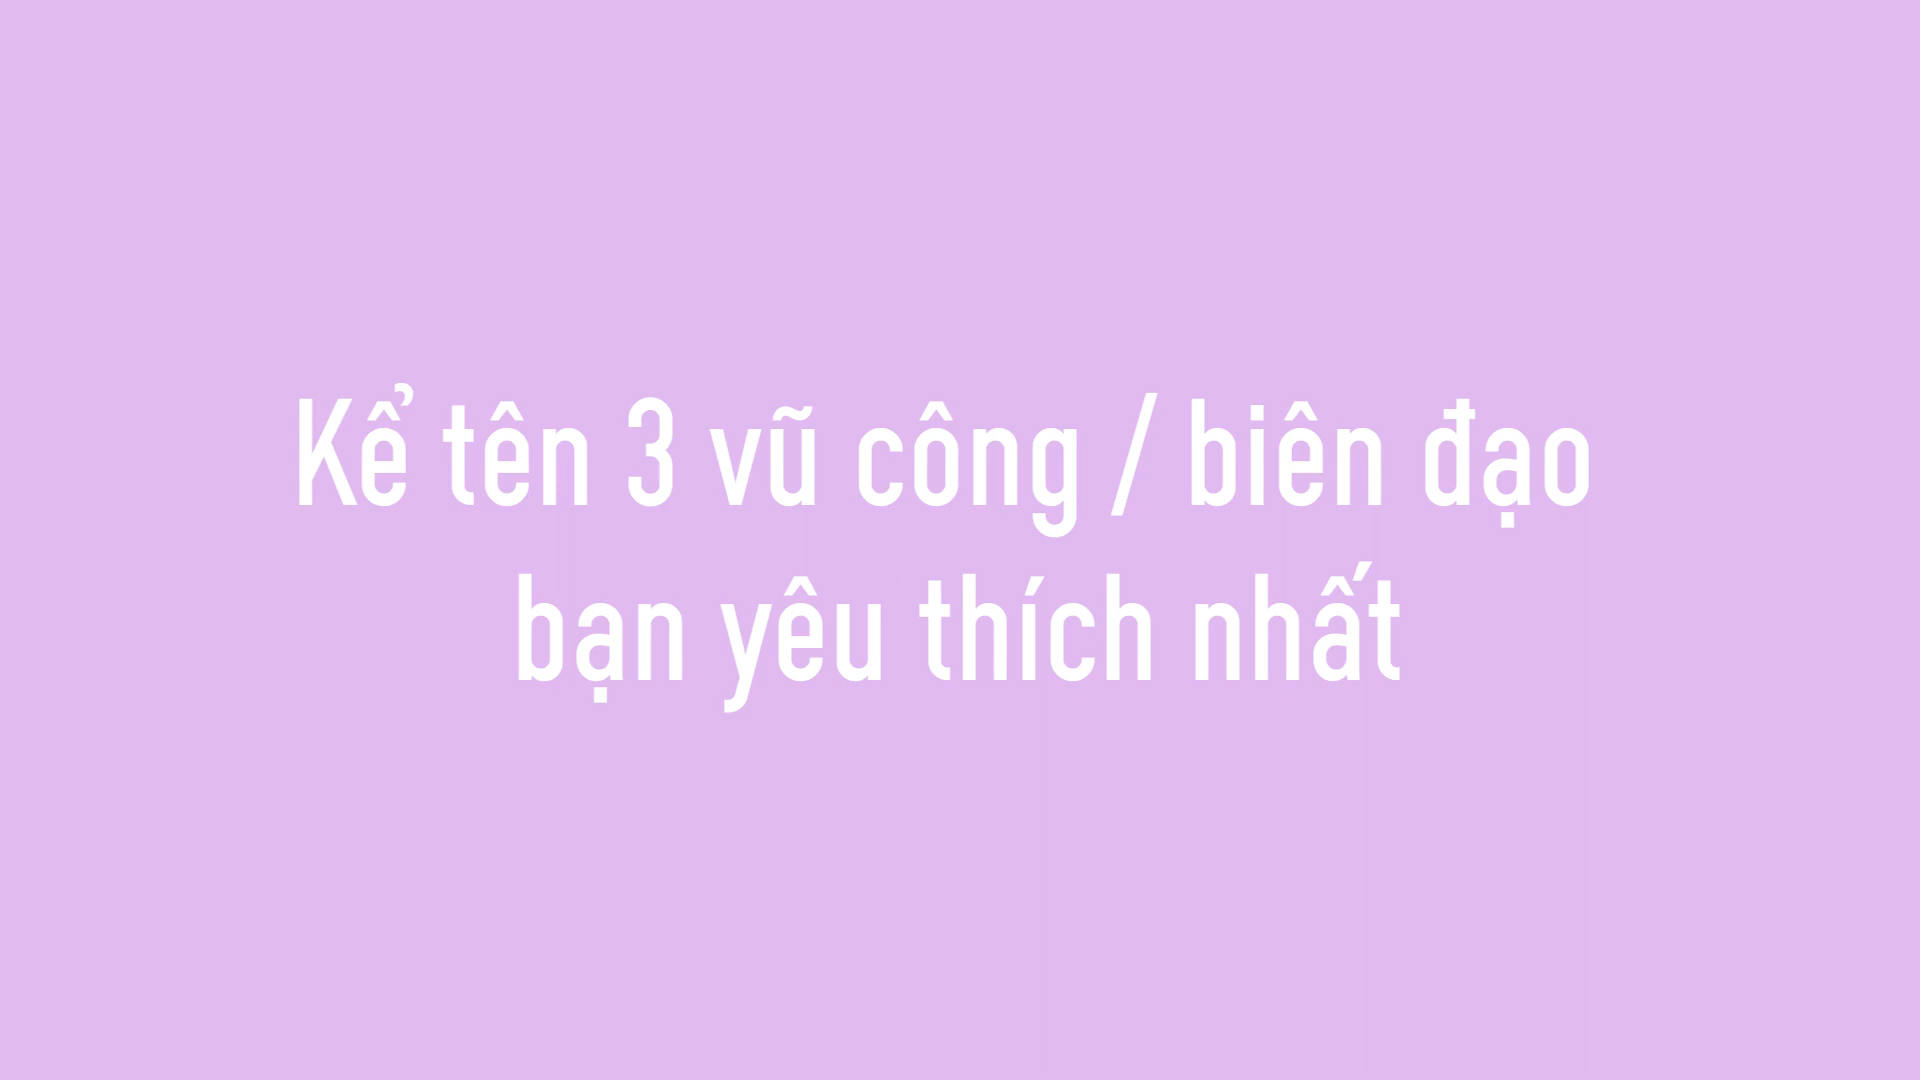 Kể tên 3 vũ công / biên đạo
bạn yêu thích nhất